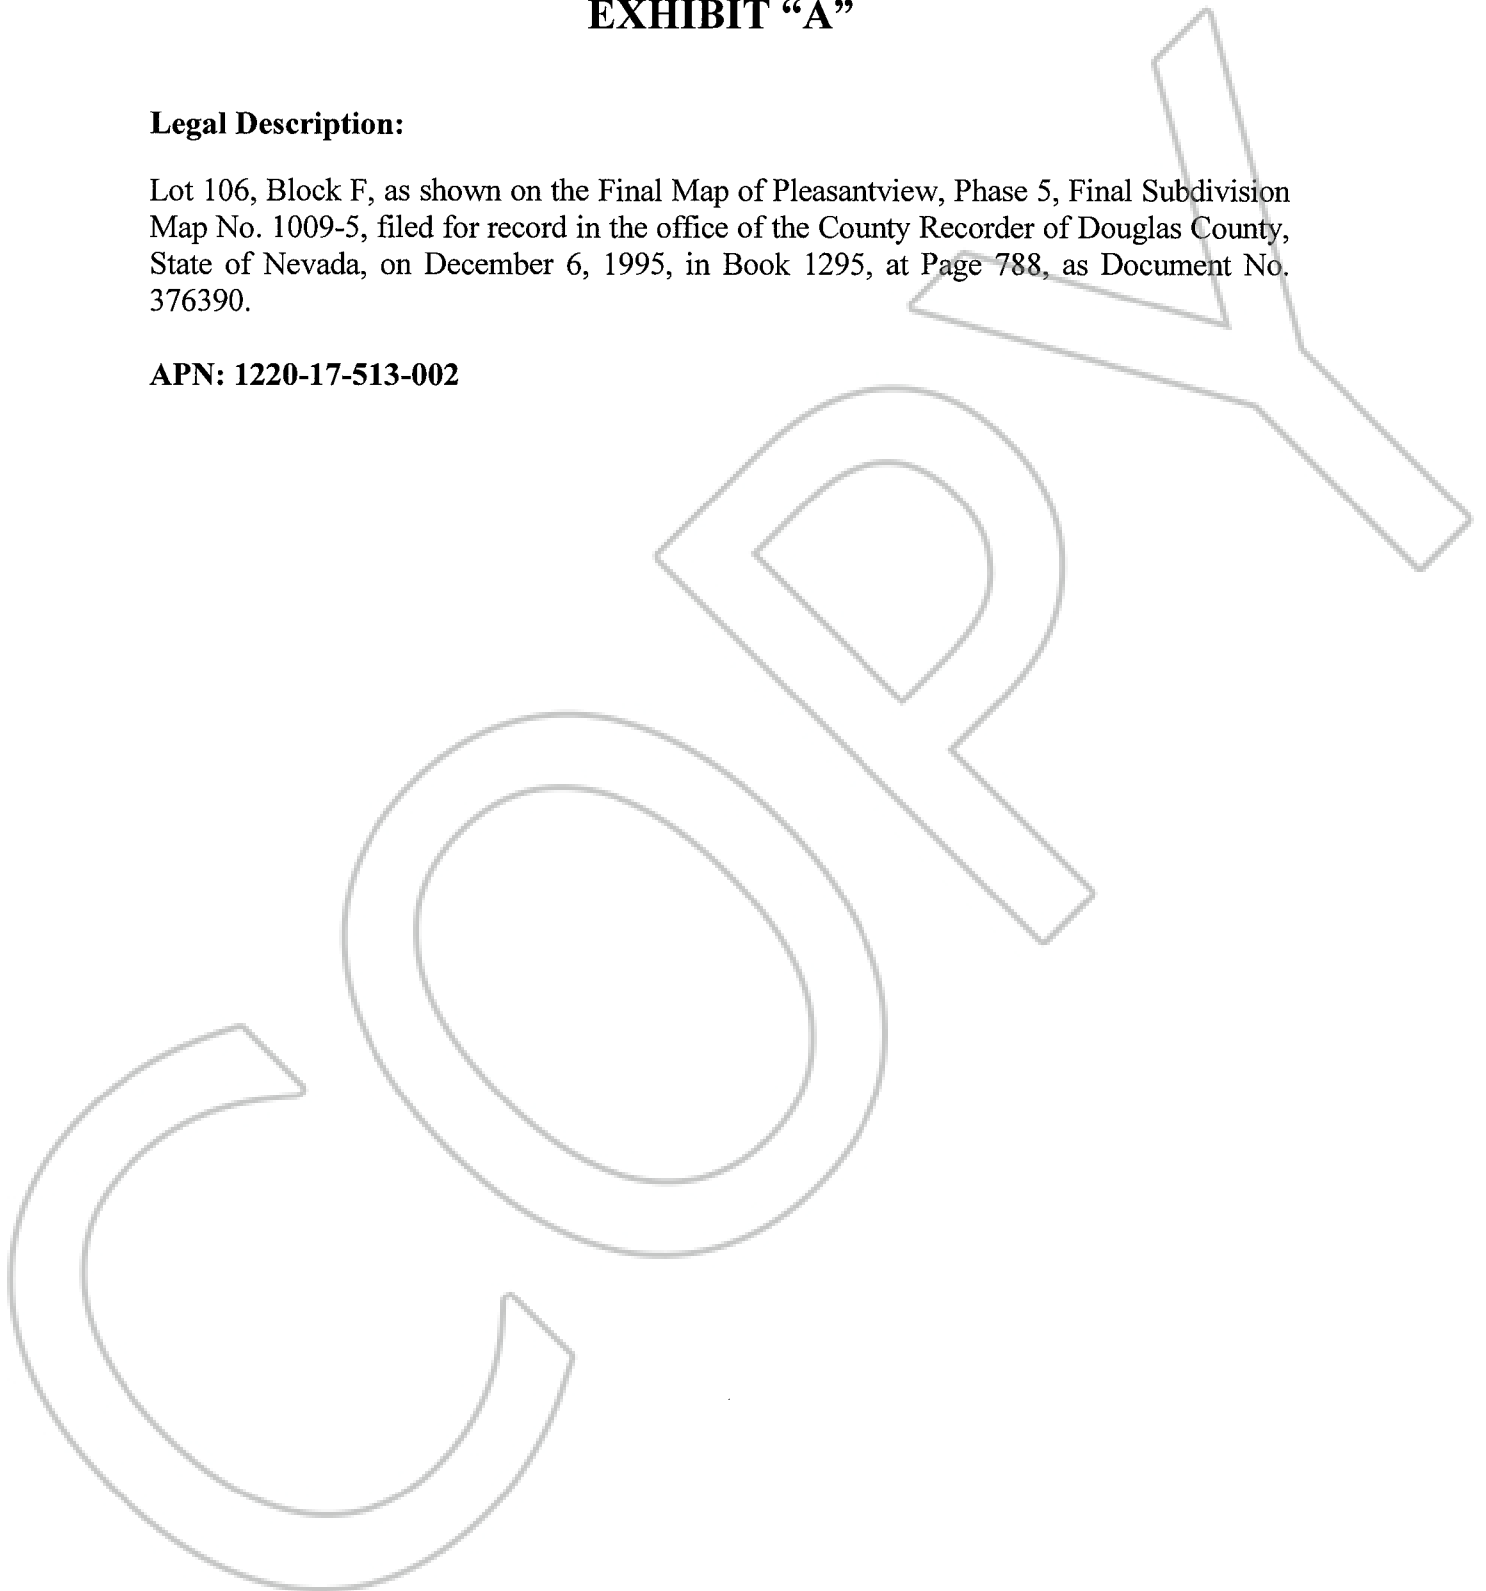 EXHIBIT “A”
Legal Description:
Lot 106, Block F, as shown on the Final Map of Pleasantview, Phase 5, Final Subdivision
Map No. 1009-5, filed for record in the office of the County Recorder of Douglas County,
State of Nevada, on December 6, 1995, in Book 1295, at Page 788, as Document No.
376390.
APN: 1220-17-513-002
COPY